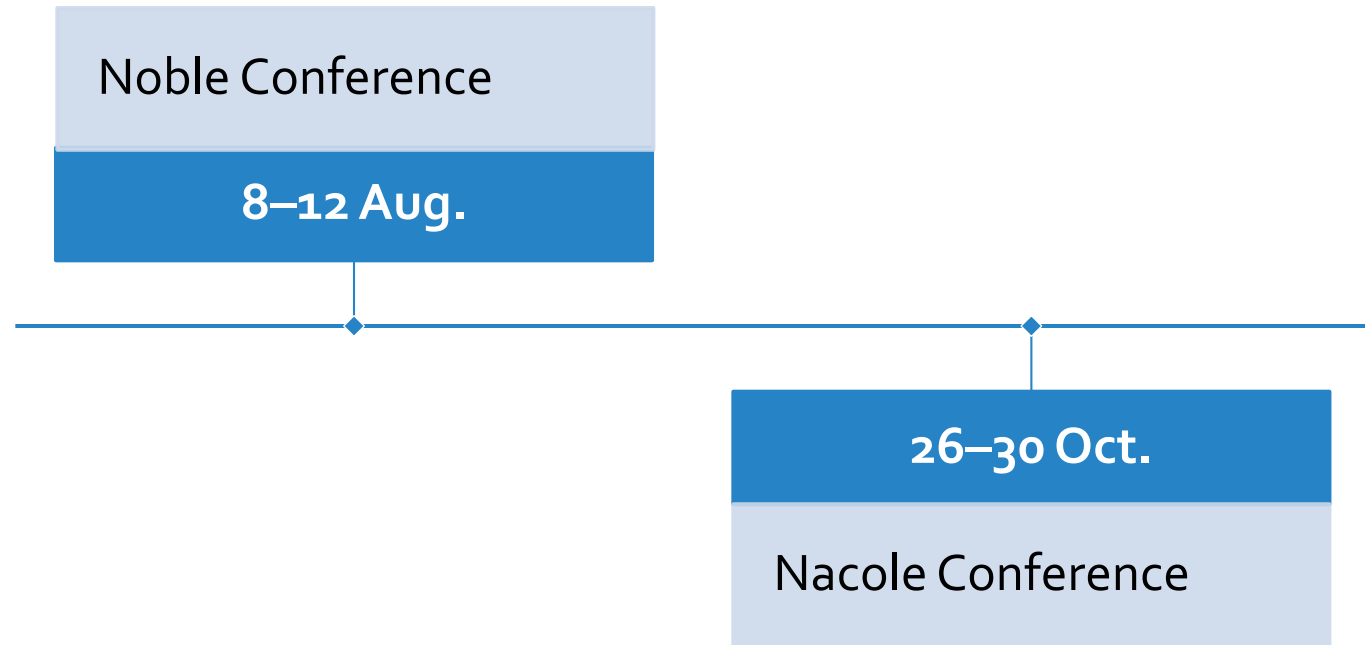 Noble Conference
8–12 Aug.
26–30 Oct.
Nacole Conference